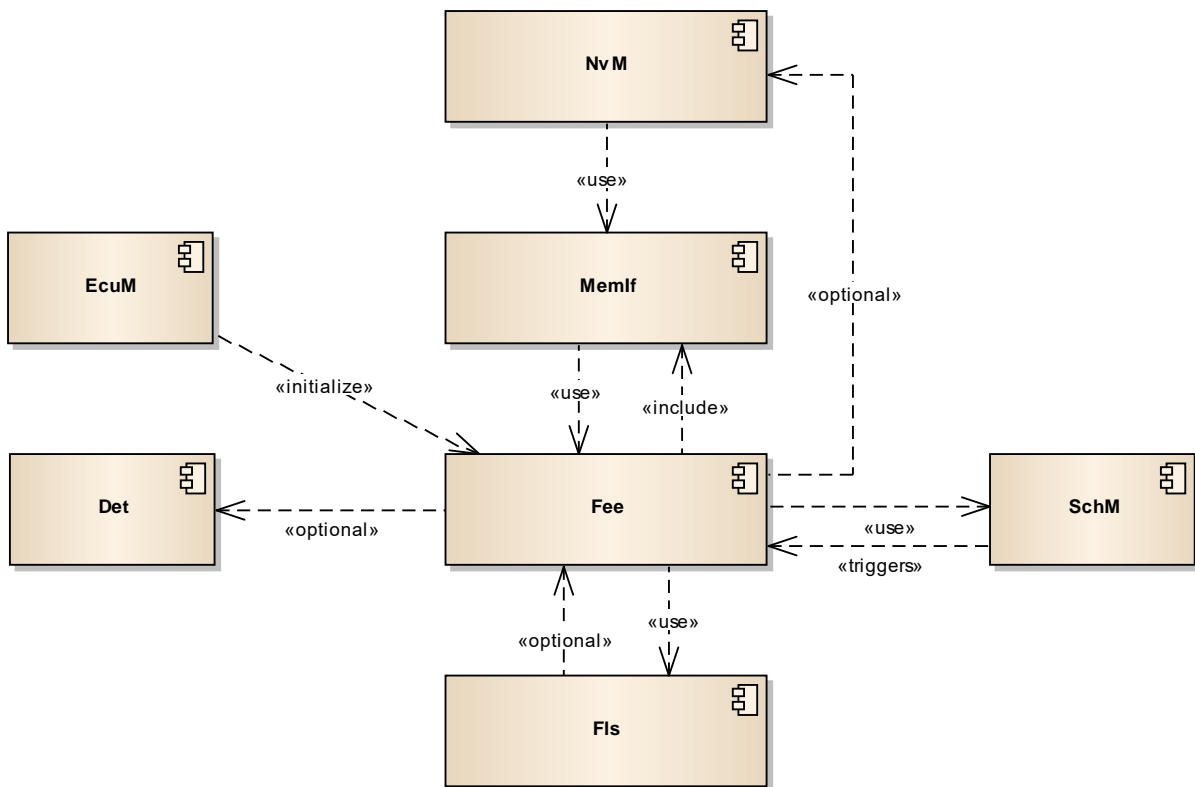 NvM
«use»
EcuM
MemIf
«optional»
«initialize»
«use»
«include»
Det
Fee
SchM
«optional»
«use»
«triggers»
«optional»
«use»
Fls